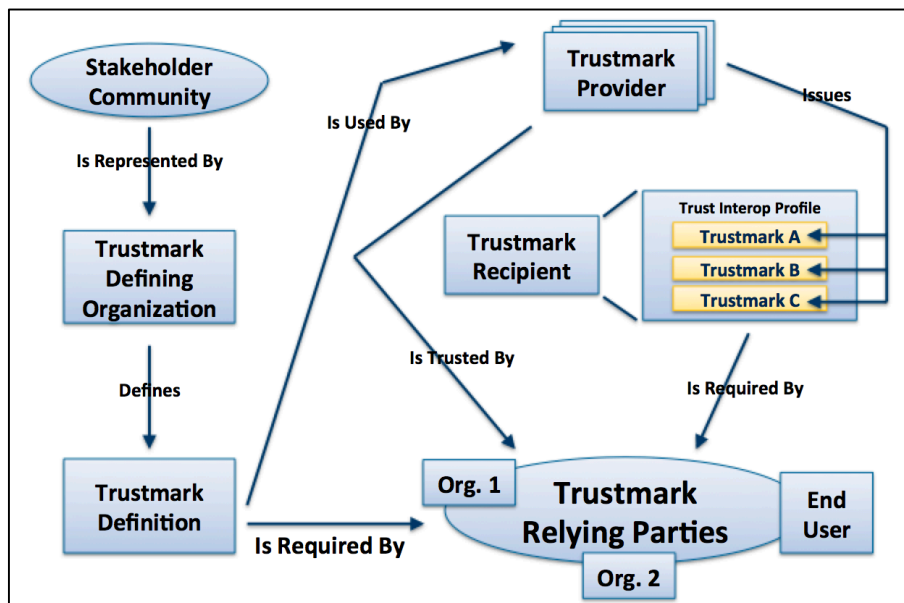 Stakeholder
Community
Is Represented By
Trustmark
Defining
Organization
Defines
Trustmark
Definition
Is Used By
Trustmark
Provider
Issues
Trustmark
Recipient
Trust Interop Profile
Trustmark A
Trustmark B
Trustmark C
Is Trusted By
Is Required By
Is Required By
Org. 1
Trustmark
Relying Parties
End
User
Org. 2